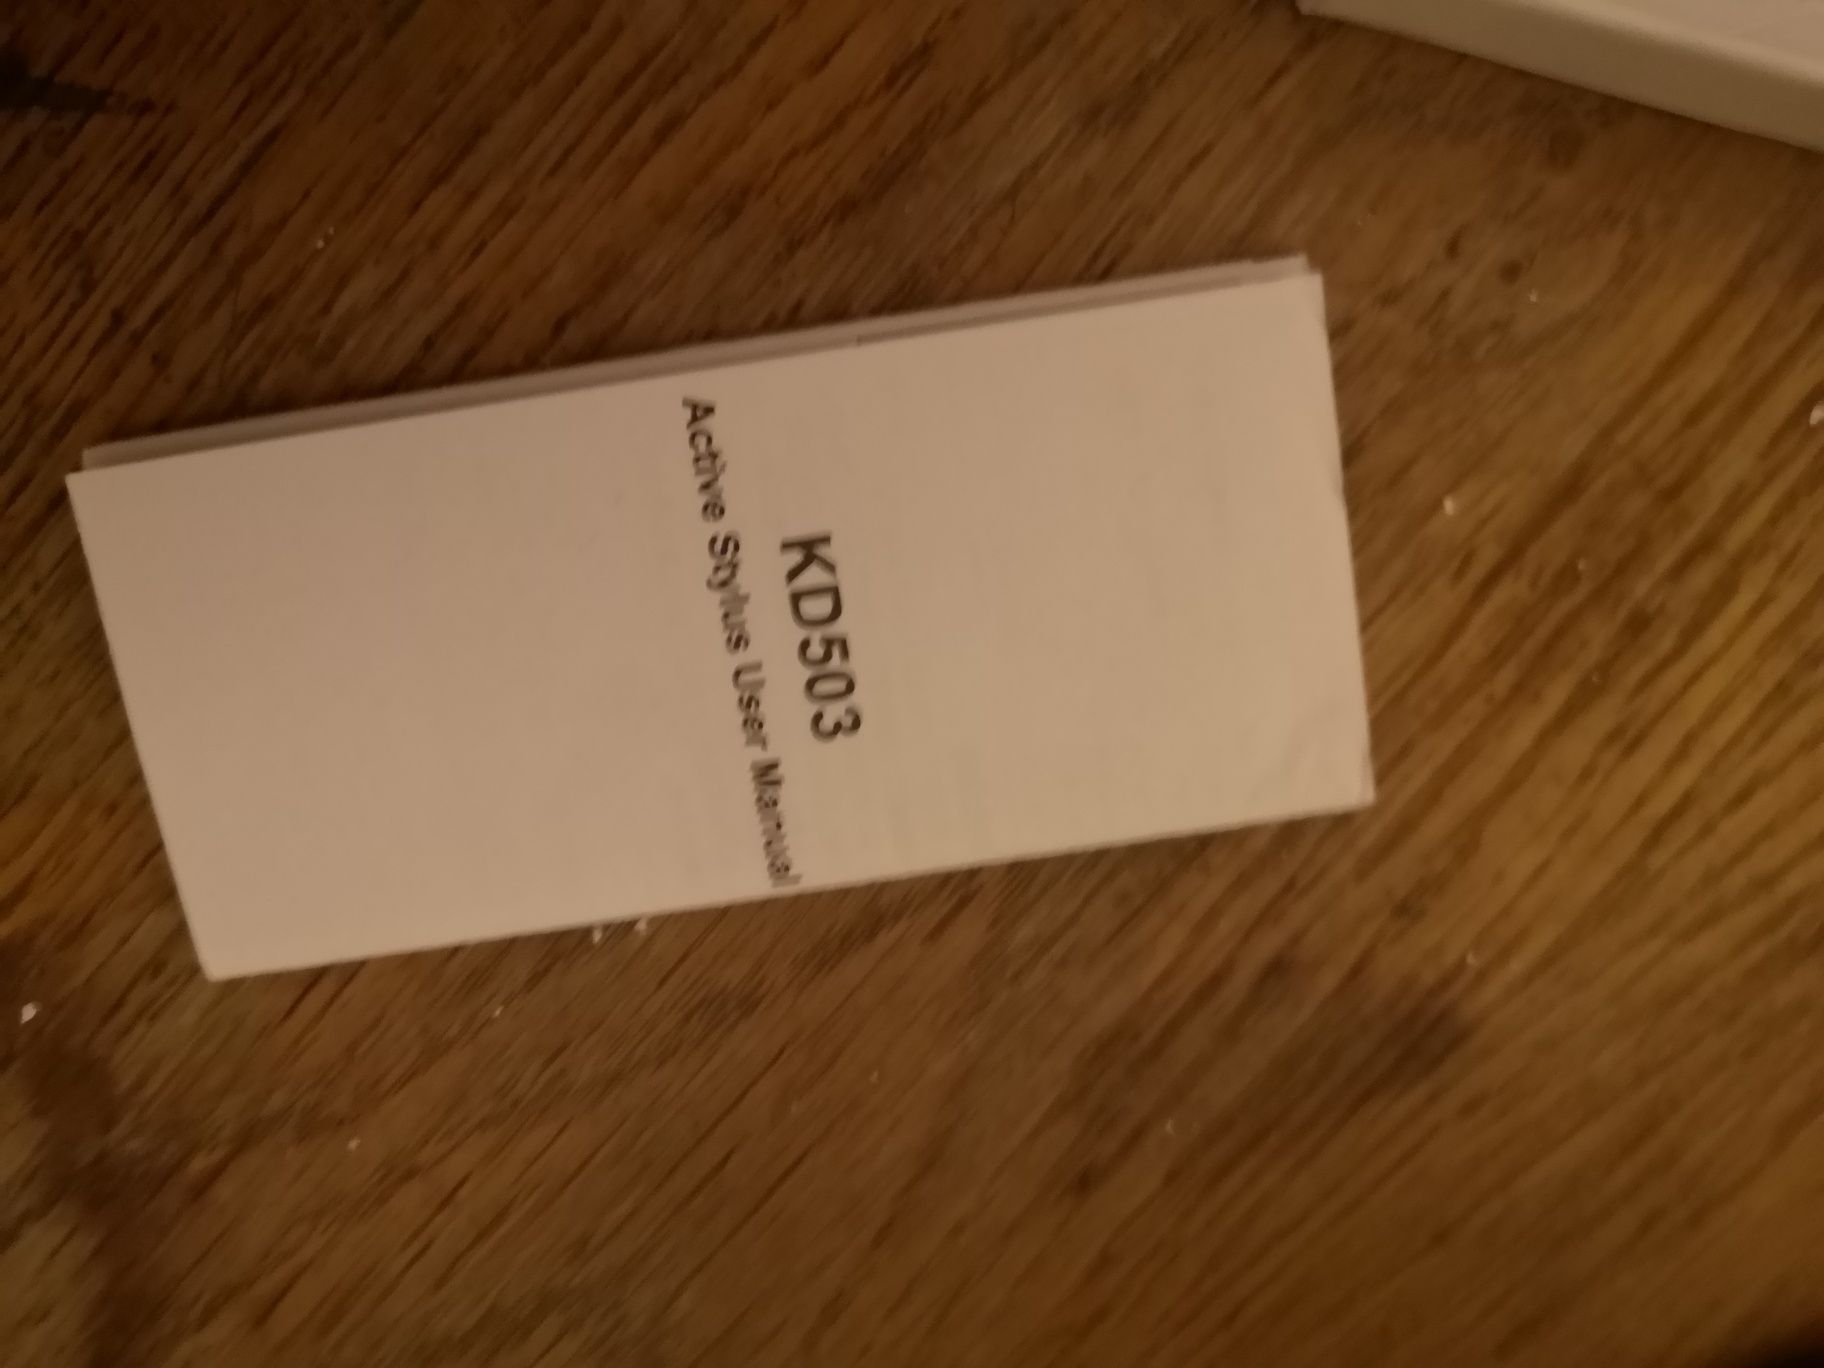 KD503
Active Stylus User Manual